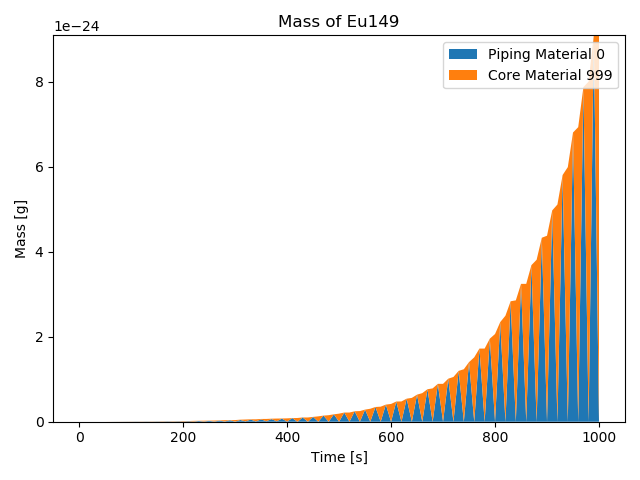 Mass of Eu149
1e−24
Piping Material 0
Core Material 999
8
6
4
2
0
Mass [g]
0 200 400 600 800 1000
Time [s]